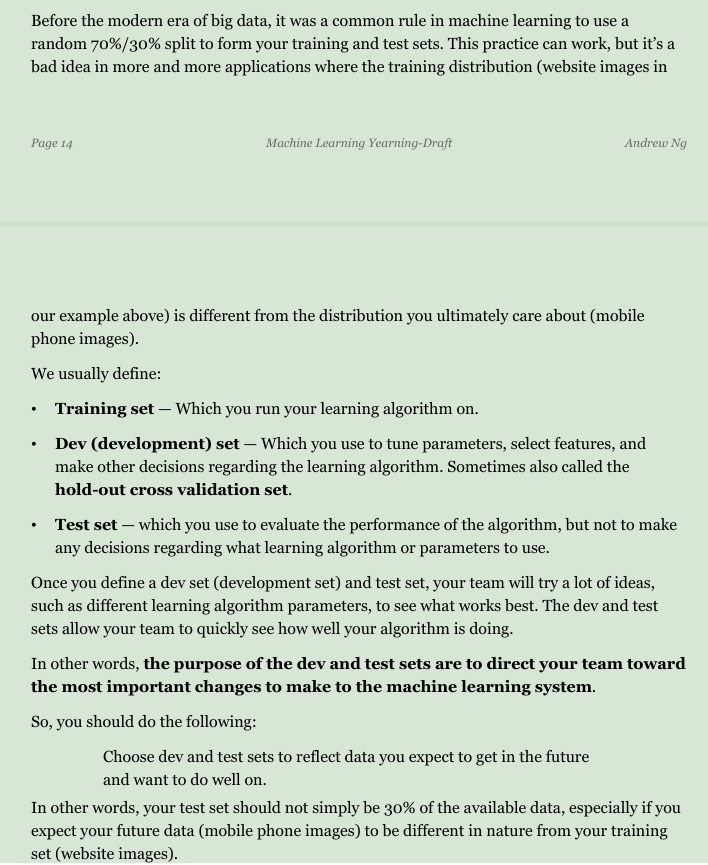 Before the modern era of big data, it was a common rule in machine learning to use a
random 70%/30% split to form your training and test sets. This practice can work, but it’s a
bad idea in more and more applications where the training distribution (website images in
Page 14 Machine Learning Yearning-Draft Andrew Ng
our example above) is different from the distribution you ultimately care about (mobile
phone images).
We usually define:
• Training set — Which you run your learning algorithm on.
• Dev (development) set — Which you use to tune parameters, select features, and
make other decisions regarding the learning algorithm. Sometimes also called the
hold-out cross validation set.
• Test set — which you use to evaluate the performance of the algorithm, but not to make
any decisions regarding what learning algorithm or parameters to use.
Once you define a dev set (development set) and test set, your team will try a lot of ideas,
such as different learning algorithm parameters, to see what works best. The dev and test
sets allow your team to quickly see how well your algorithm is doing.
In other words, the purpose of the dev and test sets are to direct your team toward
the most important changes to make to the machine learning system.
So, you should do the following:
Choose dev and test sets to reflect data you expect to get in the future
and want to do well on.
In other words, your test set should not simply be 30% of the available data, especially if you
expect your future data (mobile phone images) to be different in nature from your training
set (website images).